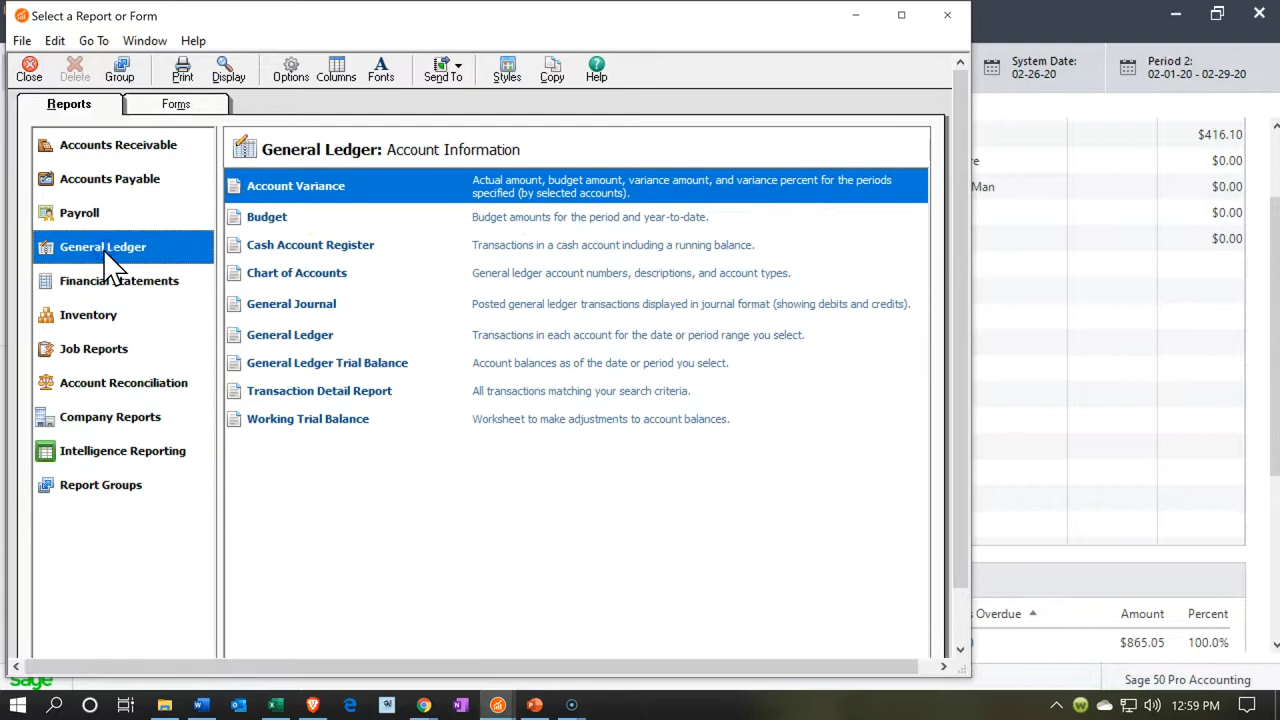 Select a Report or Form
File Edit Go To Window Help
Close Delete Group Print Display Options Columns Fonts Send To Styles Copy Help
Reports Forms
Accounts Receivable
Accounts Payable
Payroll
General Ledger
Financial Statements
Inventory
Job Reports
Account Reconciliation
Company Reports
Intelligence Reporting
Report Groups
General Ledger: Account Information
Account Variance Actual amount, budget amount, variance amount, and variance percent for the periods
specified (by selected accounts).
Budget Budget amounts for the period and year-to-date.
Cash Account Register Transactions in a cash account including a running balance.
Chart of Accounts General ledger account numbers, descriptions, and account types.
General Journal Posted general ledger transactions displayed in journal format (showing debits and credits).
General Ledger Transactions in each account for the date or period range you select.
General Ledger Trial Balance Account balances as of the date or period you select.
Transaction Detail Report All transactions matching your search criteria.
Working Trial Balance Worksheet to make adjustments to account balances.
System Date:
02-26-20
Period 2:
02-01-20 - 02-29-20
$416.10
re $0.00
Man $0.00
$0.00
$0.00
s Overdue Amount Percent
$865.05 100.0%
sage
Sage 50 Pro Accounting
12:59 PM